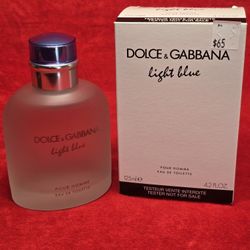 DOLCE & GABBANA
light blue
POUR HOMME
EAU DE TOILETTE
$65
DOLCE & GABBANA
light blue
POUR HOMME
EAU DE TOILETTE
125ml℮
4.2 FL. OZ.
TESTEUR VENTE INTERDITE
TESTER NOT FOR SALE